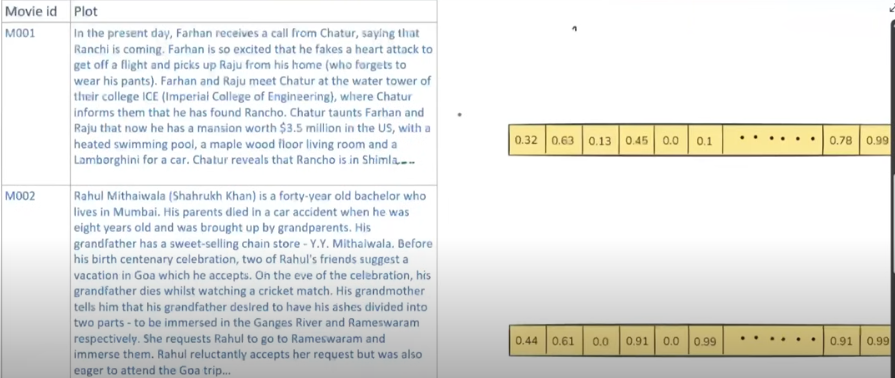 Movie id Plot
M001 In the present day, Farhan receives a call from Chatur, saying that
Ranchi is coming. Farhan is so excited that he fakes a heart attack to
get off a flight and picks up Raju from his home (who forgets to
wear his pants). Farhan and Raju meet Chatur at the water tower of
their college ICE (Imperial College of Engineering), where Chatur
informs them that he has found Rancho. Chatur taunts Farhan and
Raju that now he has a mansion worth $3.5 million in the US, with a
heated swimming pool, a maple wood floor living room and a
Lamborghini for a car. Chatur reveals that Rancho is in Shimla...
0.32 0.63 0.13 0.45 0.0 0.1 • • • • • • 0.78 0.99
M002 Rahul Mithaiwala (Shahrukh Khan) is a forty-year old bachelor who
lives in Mumbai. His parents died in a car accident when he was
eight years old and was brought up by grandparents. His
grandfather has a sweet-selling chain store - Y.Y. Mithaiwala. Before
his birth centenary celebration, two of Rahul's friends suggest a
vacation in Goa which he accepts. On the eve of the celebration, his
grandfather dies whilst watching a cricket match. His grandmother
tells him that his grandfather desired to have his ashes divided into
two parts - to be immersed in the Ganges River and Rameswaram
respectively. She requests Rahul to go to Rameswaram and
immerse them. Rahul reluctantly accepts her request but was also
eager to attend the Goa trip...
0.44 0.61 0.0 0.91 0.0 0.99 • • • • • • 0.91 0.99